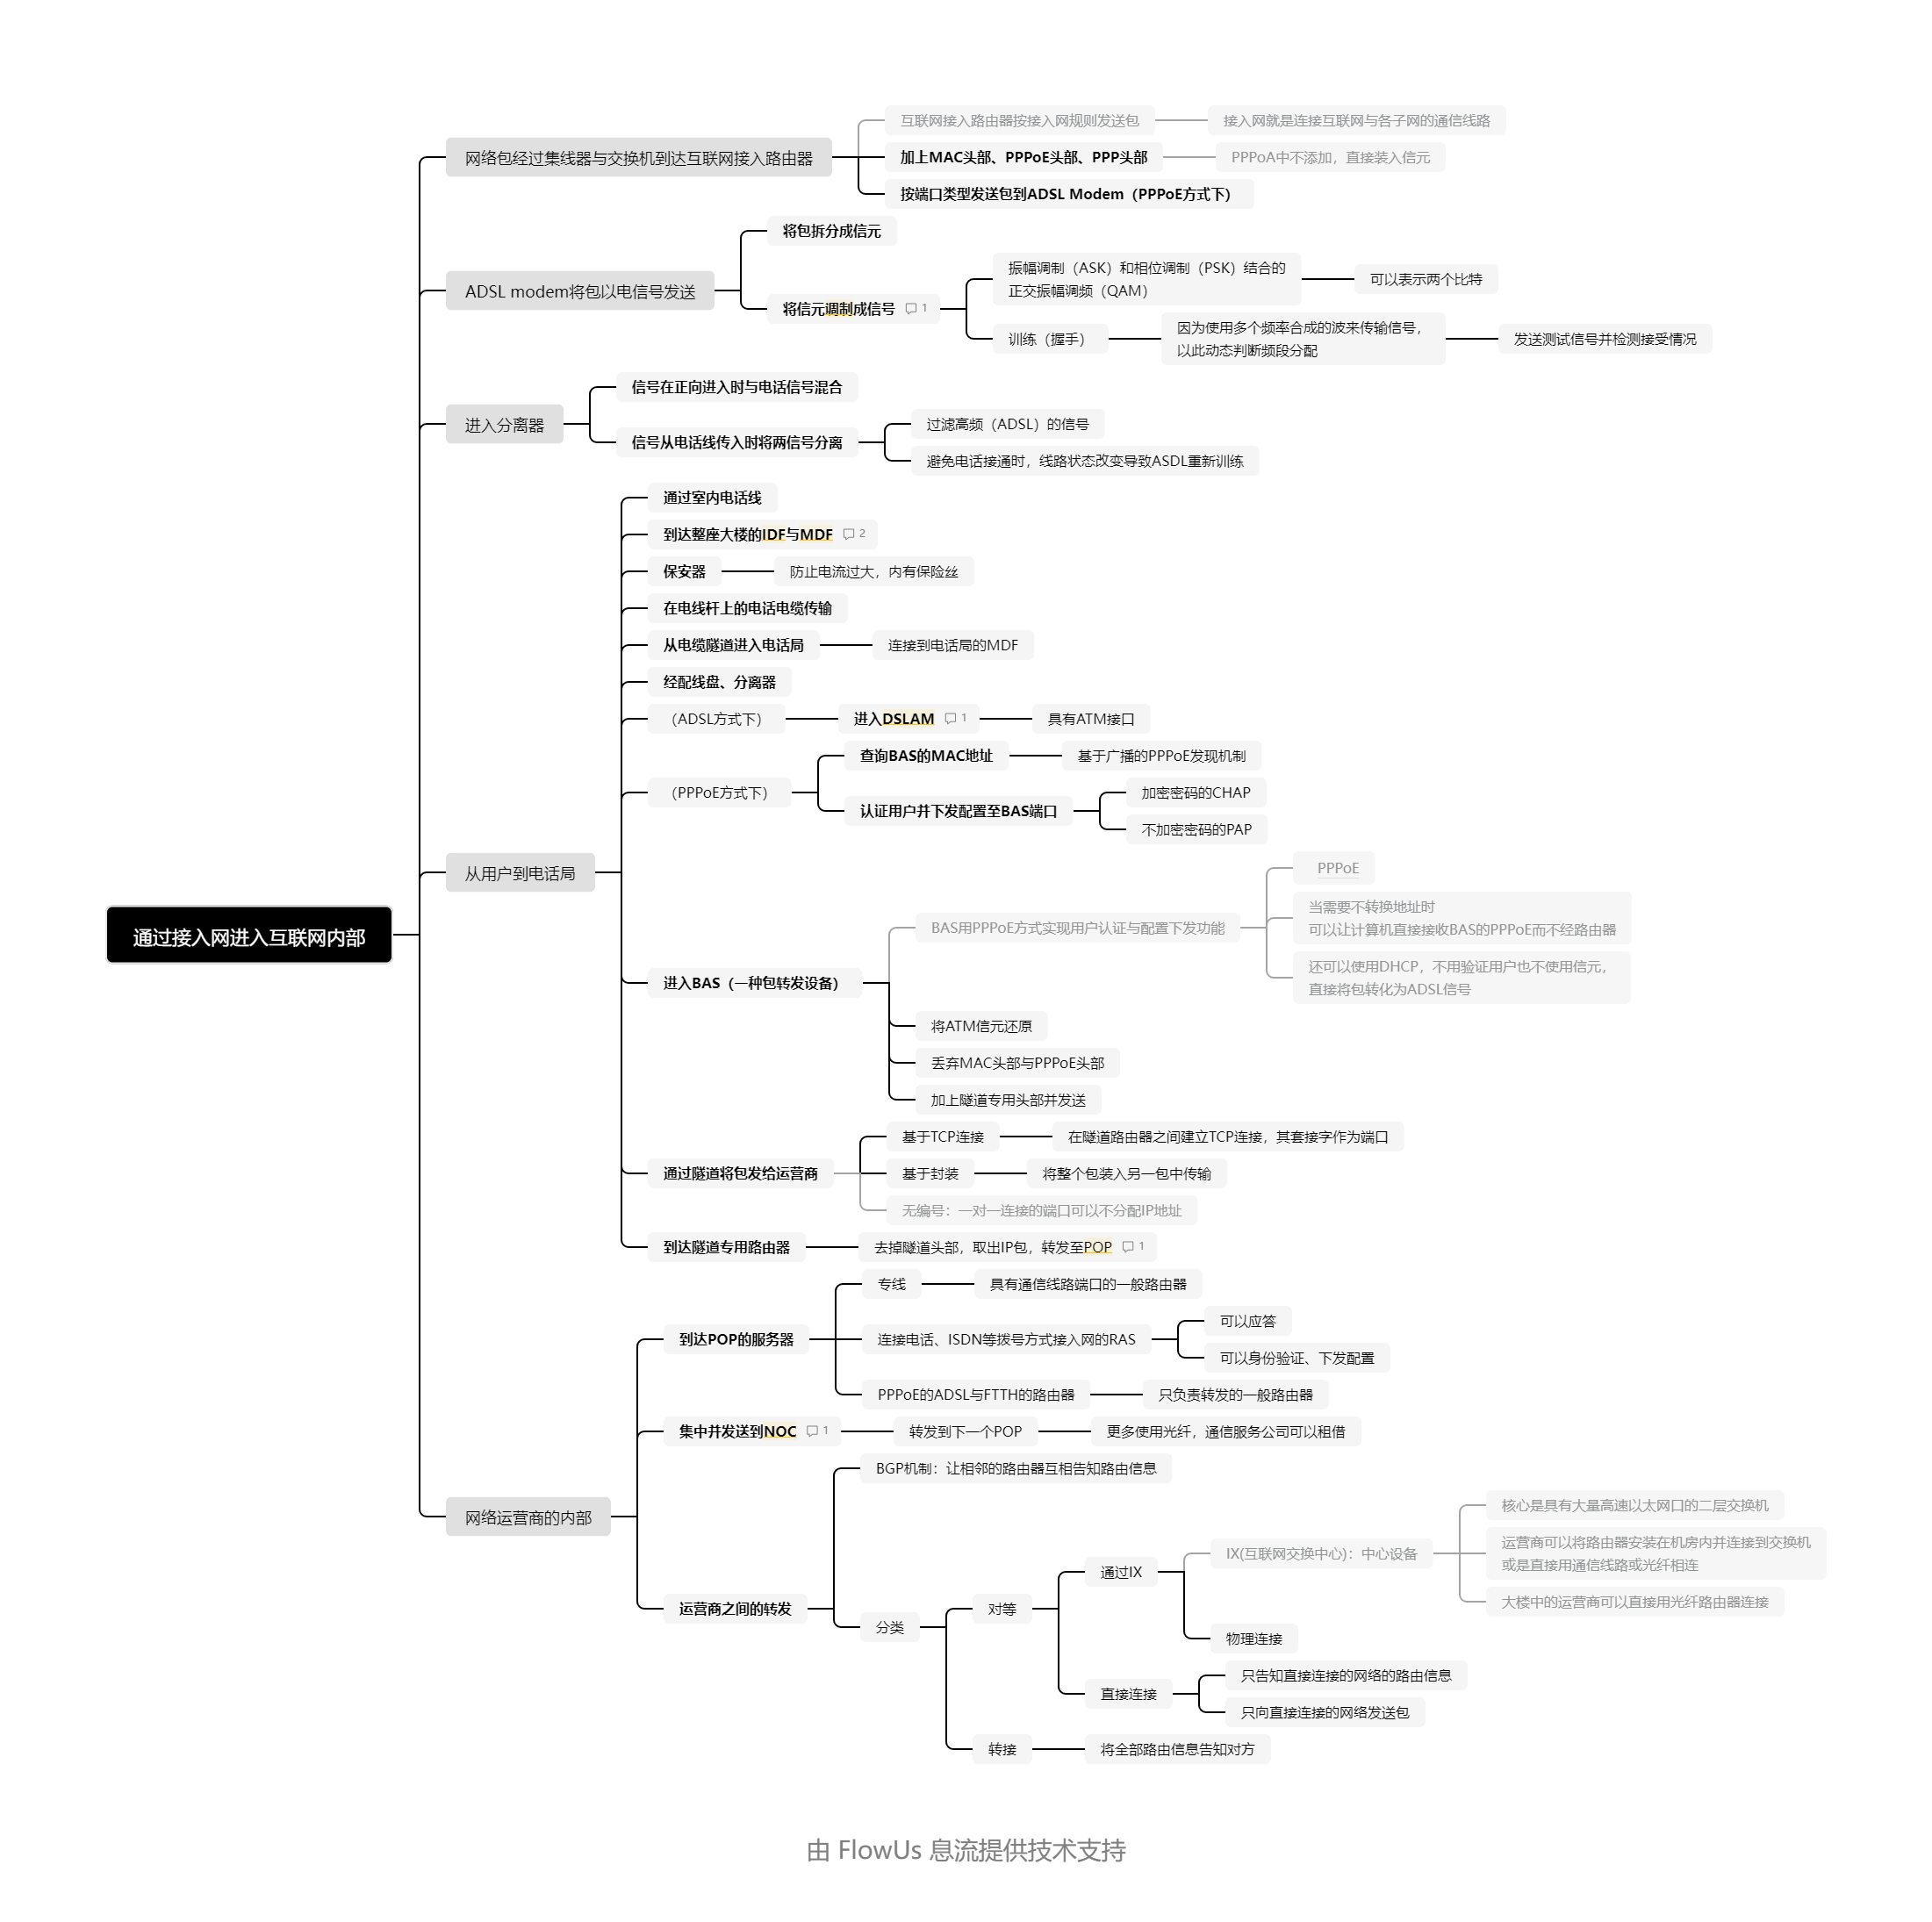 通过接入网进入互联网内部
网络包经过集线器与交换机到达互联网接入路由器
互联网接入路由器按接入网规则发送包
接入网就是连接互联网与各子网的通信线路
加上MAC头部、PPPoE头部、PPP头部
PPPoA中不添加，直接装入信元
按端口类型发送包到ADSL Modem（PPPoE方式下）
ADSL modem将包以电信号发送
将包拆分成信元
将信元调制成信号 1
振幅调制（ASK）和相位调制（PSK）结合的
正交振幅调频（QAM）
可以表示两个比特
训练（握手）
因为使用多个频率合成的波来传输信号，
以此动态判断频段分配
发送测试信号并检测接受情况
进入分离器
信号在正向进入时与电话信号混合
信号从电话线传入时将两信号分离
过滤高频（ADSL）的信号
避免电话接通时，线路状态改变导致ASDL重新训练
从用户到电话局
通过室内电话线
到达整座大楼的IDF与MDF 2
保安器
防止电流过大，内有保险丝
在电线杆上的电话电缆传输
从电缆隧道进入电话局
连接到电话局的MDF
经配线盘、分离器
（ADSL方式下）
进入DSLAM 1
具有ATM接口
（PPPoE方式下）
查询BAS的MAC地址
基于广播的PPPoE发现机制
认证用户并下发配置至BAS端口
加密密码的CHAP
不加密密码的PAP
进入BAS（一种包转发设备）
BAS用PPPoE方式实现用户认证与配置下发功能
PPPoE
当需要不转换地址时
可以让计算机直接接收BAS的PPPoE而不经路由器
还可以使用DHCP，不用验证用户也不使用信元，
直接将包转化为ADSL信号
将ATM信元还原
丢弃MAC头部与PPPoE头部
加上隧道专用头部并发送
通过隧道将包发给运营商
基于TCP连接
在隧道路由器之间建立TCP连接，其套接字作为端口
基于封装
将整个包装入另一包中传输
无编号：一对一连接的端口可以不分配IP地址
到达隧道专用路由器
去掉隧道头部，取出IP包，转发至POP 1
网络运营商的内部
到达POP的服务器
专线
具有通信线路端口的一般路由器
连接电话、ISDN等拨号方式接入网的RAS
可以应答
可以身份验证、下发配置
PPPoE的ADSL与FTTH的路由器
只负责转发的一般路由器
集中并发送到NOC 1
转发到下一个POP
更多使用光纤，通信服务公司可以租借
运营商之间的转发
BGP机制：让相邻的路由器互相告知路由信息
分类
对等
通过IX
IX(互联网交换中心)：中心设备
核心是具有大量高速以太网口的二层交换机
运营商可以将路由器安装在机房内并连接到交换机
或是直接用通信线路或光纤相连
大楼中的运营商可以直接用光纤路由器连接
物理连接
直接连接
只告知直接连接的网络的路由信息
只向直接连接的网络发送包
转接
将全部路由信息告知对方
由 FlowUs 息流提供技术支持